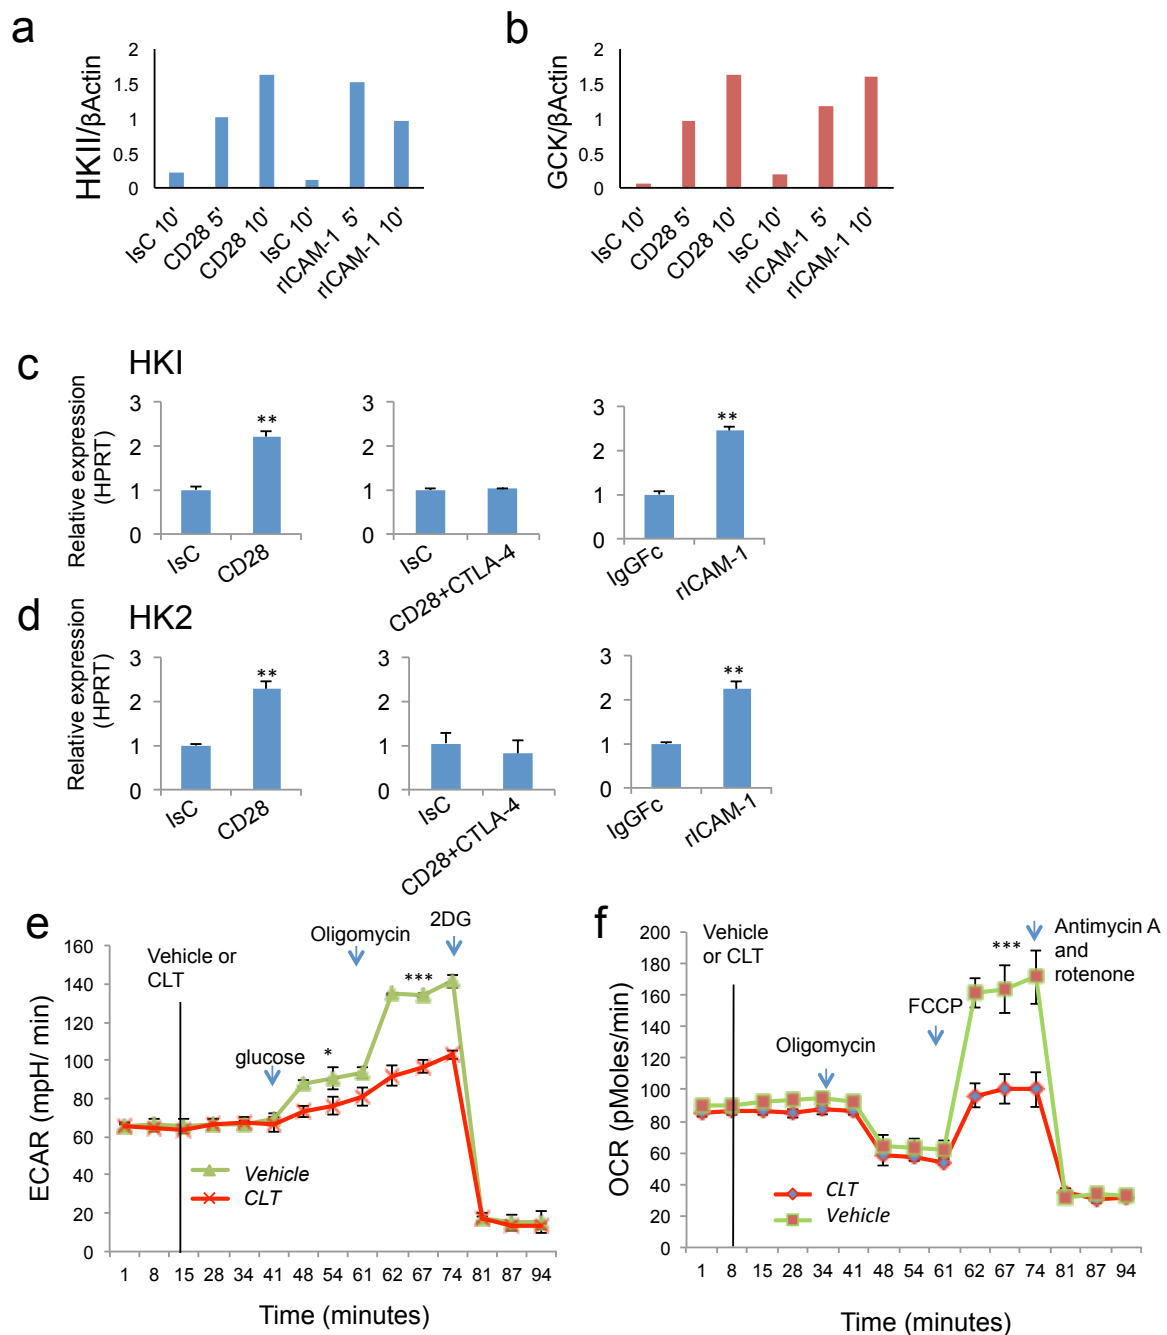 a
HKII/βActin
2
1.5
1
0.5
0
IsC 10'
CD28 5'
CD28 10'
IsC 10'
rICAM-1 5'
rICAM-1 10'
b
GCK/βActin
2
1.5
1
0.5
0
IsC 10'
CD28 5'
CD28 10'
IsC 10'
rICAM-1 5'
rICAM-1 10'
c
HKI
Relative expression
(HPRT)
3
2
1
0
**
IsC
CD28
3
2
1
0
IsC
CD28+CTLA-4
3
2
1
0
**
IgGFc
rICAM-1
d
HK2
Relative expression
(HPRT)
3
2
1
0
**
IsC
CD28
3
2
1
0
IsC
CD28+CTLA-4
3
2
1
0
**
IgGFc
rICAM-1
e
ECAR (mpH/ min)
160
140
120
100
80
60
40
20
0
Vehicle or
CLT
glucose
Oligomycin
2DG
*
***
Vehicle
CLT
1 8 15 28 34 41 48 54 61 62 67 74 81 87 94
Time (minutes)
f
OCR (pMoles/min)
200
180
160
140
120
100
80
60
40
20
0
Vehicle
or CLT
Oligomycin
FCCP
***
Antimycin A
and
rotenone
CLT
Vehicle
1 8 15 28 34 41 48 54 61 62 67 74 81 87 94
Time (minutes)